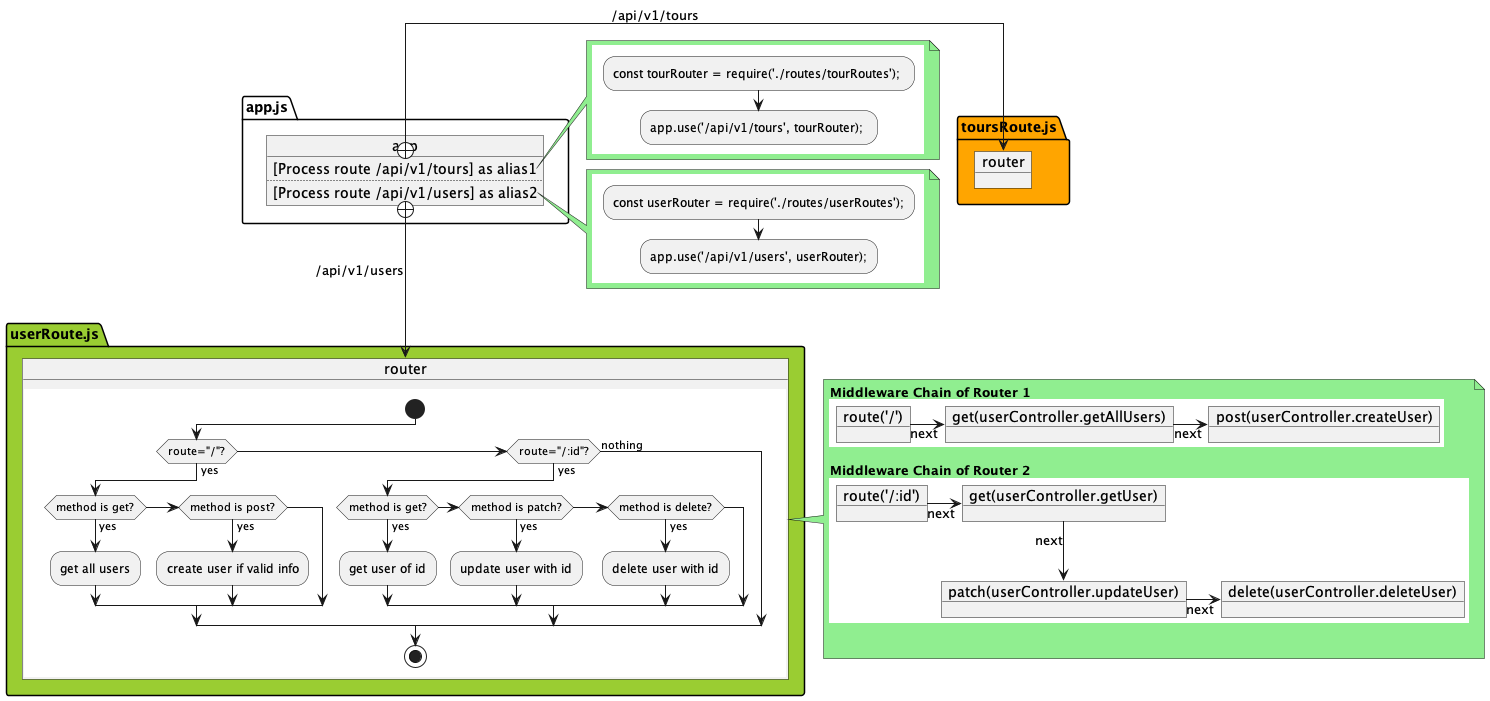 /api/v1/tours
const tourRouter = require('./routes/tourRoutes');
app.use('/api/v1/tours', tourRouter);
app.js
app
[Process route /api/v1/tours] as alias1
[Process route /api/v1/users] as alias2
toursRoute.js
router
const userRouter = require('./routes/userRoutes');
app.use('/api/v1/users', userRouter);
/api/v1/users
userRoute.js
router
route="/"?
route="/:id"?
nothing
yes
yes
method is get?
method is post?
method is get?
method is patch?
method is delete?
yes
yes
yes
yes
yes
get all users
create user if valid info
get user of id
update user with id
delete user with id
Middleware Chain of Router 1
route('/')
next
get(userController.getAllUsers)
next
post(userController.createUser)
Middleware Chain of Router 2
route('/:id')
next
get(userController.getUser)
next
patch(userController.updateUser)
next
delete(userController.deleteUser)